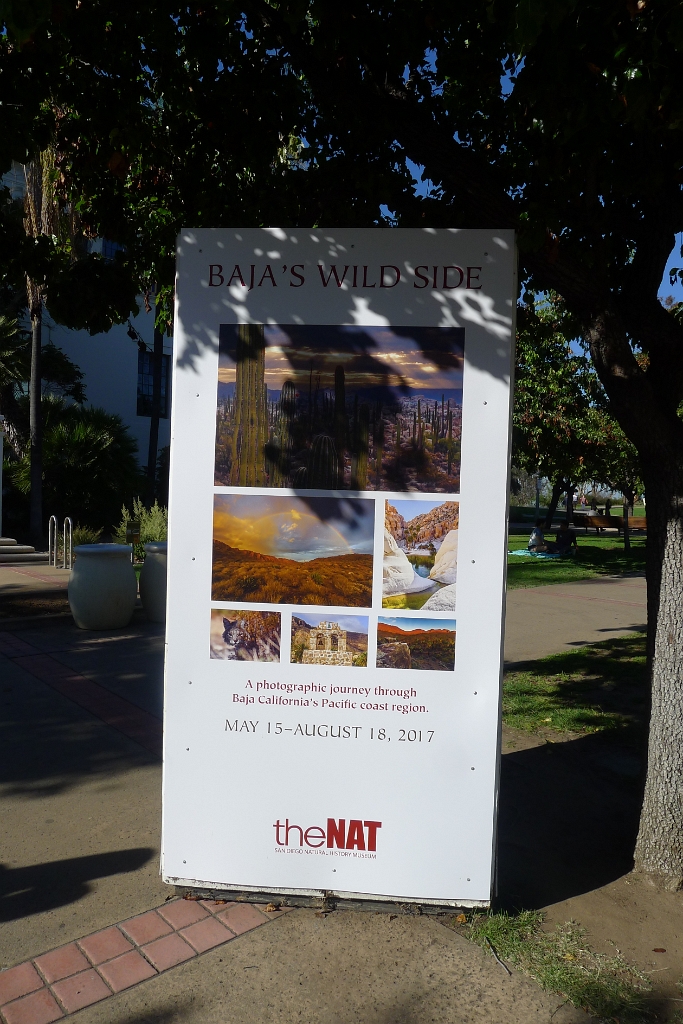 BAJA'S WILD SIDE
A photographic journey through
Baja California's Pacific coast region.
MAY 15–AUGUST 18, 2017
theNAT
SAN DIEGO NATURAL HISTORY MUSEUM